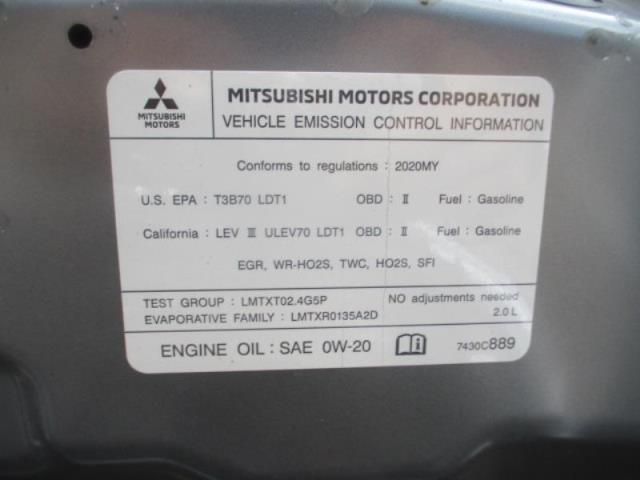 MITSUBISHI
MOTORS
MITSUBISHI MOTORS CORPORATION
VEHICLE EMISSION CONTROL INFORMATION
Conforms to regulations : 2020MY
U.S. EPA : T3B70 LDT1 OBD : II Fuel : Gasoline
California : LEV III ULEV70 LDT1 OBD : II Fuel : Gasoline
EGR, WR-HO2S, TWC, HO2S, SFI
TEST GROUP : LMTXT02.4G5P NO adjustments needed
EVAPORATIVE FAMILY : LMTXR0135A2D 2.0 L
ENGINE OIL : SAE 0W-20 7430C889